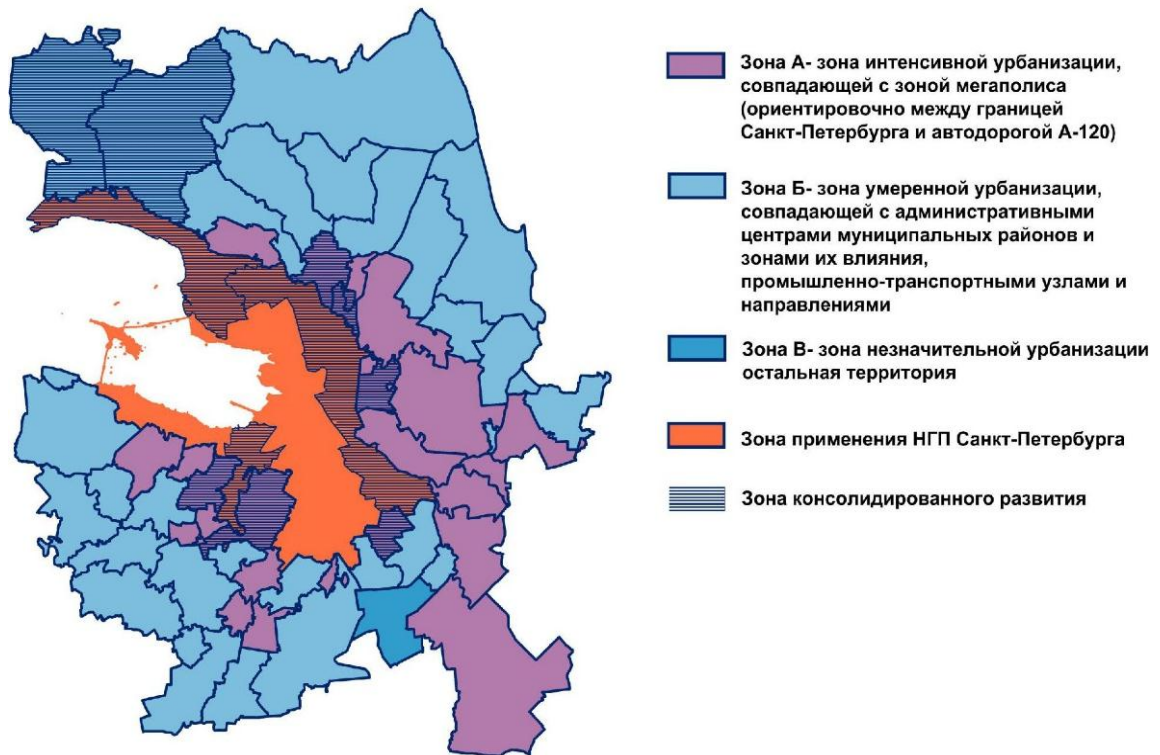 Зона А- зона интенсивной урбанизации,
совпадающей с зоной мегаполиса
(ориентировочно между границей
Санкт-Петербурга и автодорогой А-120)
Зона Б- зона умеренной урбанизации,
совпадающей с административными
центрами муниципальных районов и
зонами их влияния,
промышленно-транспортными узлами и
направлениями
Зона В- зона незначительной урбанизации
остальная территория
Зона применения НГП Санкт-Петербурга
Зона консолидированного развития